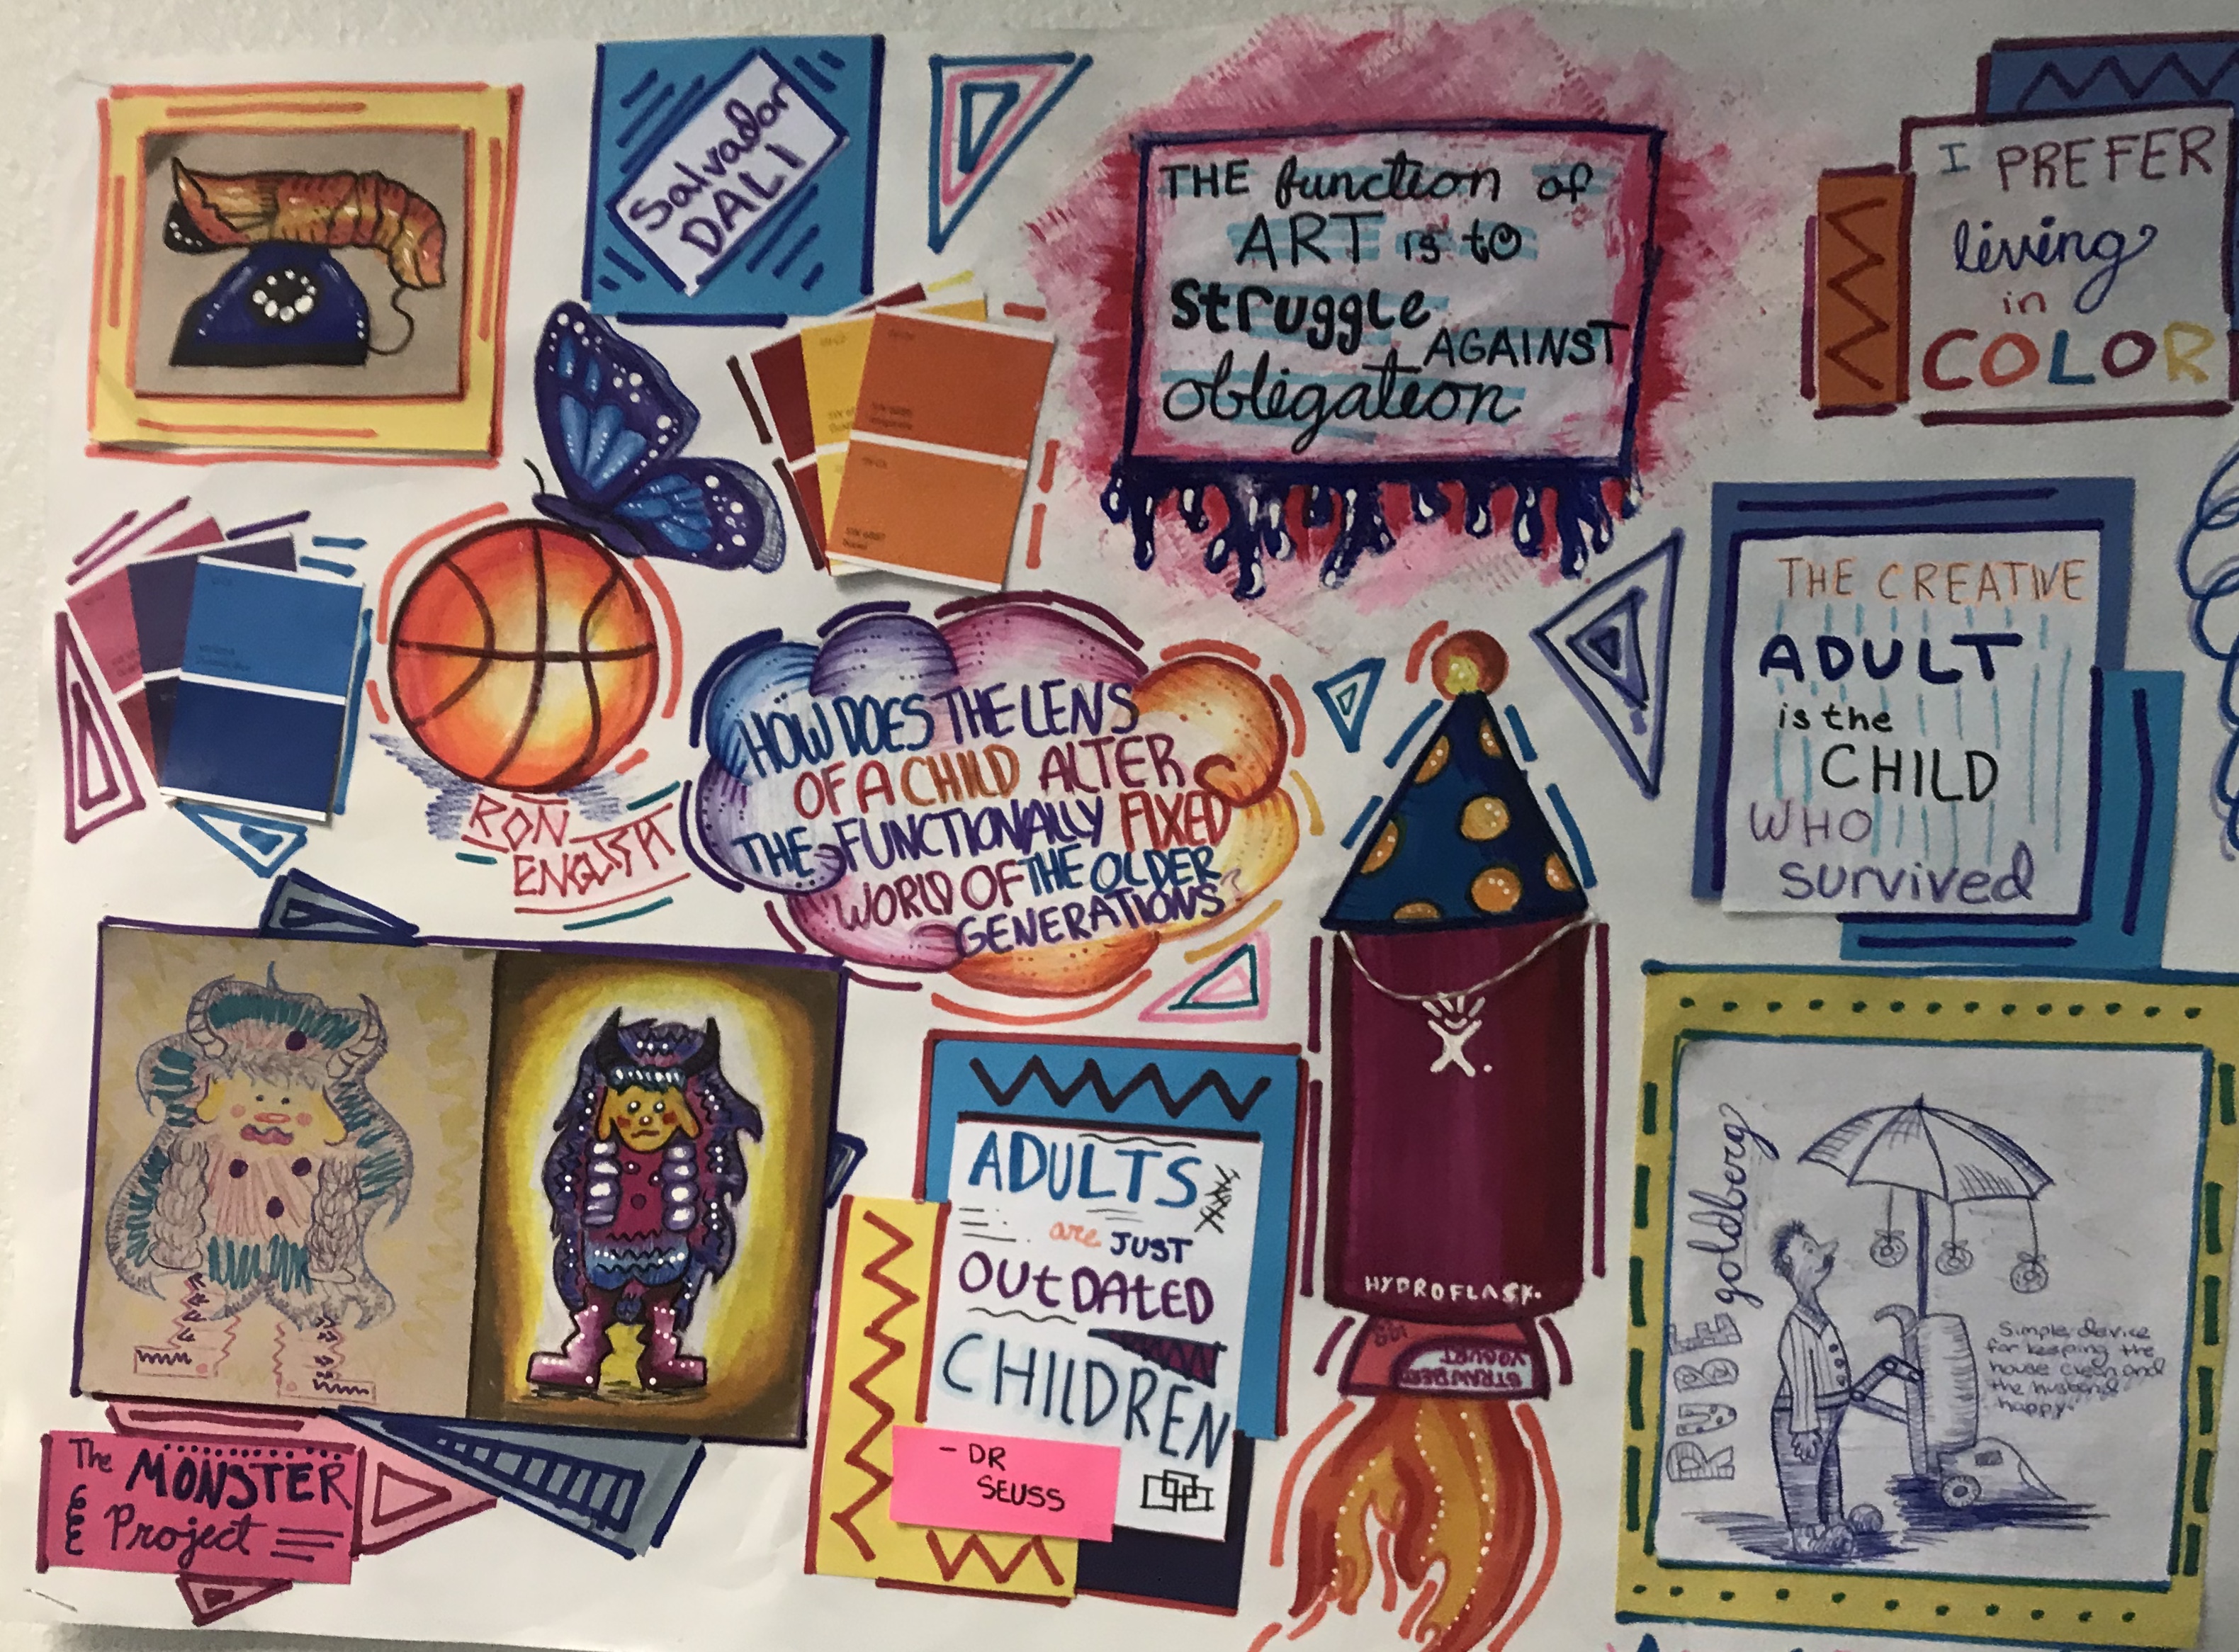 Salvador
DALI
THE function of
ART is to
struggle
AGAINST
obligation
I PREFER
living
in
COLOR
RON
ENGLISH
HOW DOES THE LENS
OF A CHILD ALTER
THE FUNCTIONALLY FIXED
WORLD OF THE OLDER
GENERATIONS?
THE CREATIVE
ADULT
is the
CHILD
WHO
survived
The MONSTER
Project
ADULTS
are JUST
OUtDAtED
CHILDREN
- DR
SEUSS
HYDROFLASK.
YOGURT
RUBE goldberg
Simple device
for keeping the
house clean and
the husband
happy.